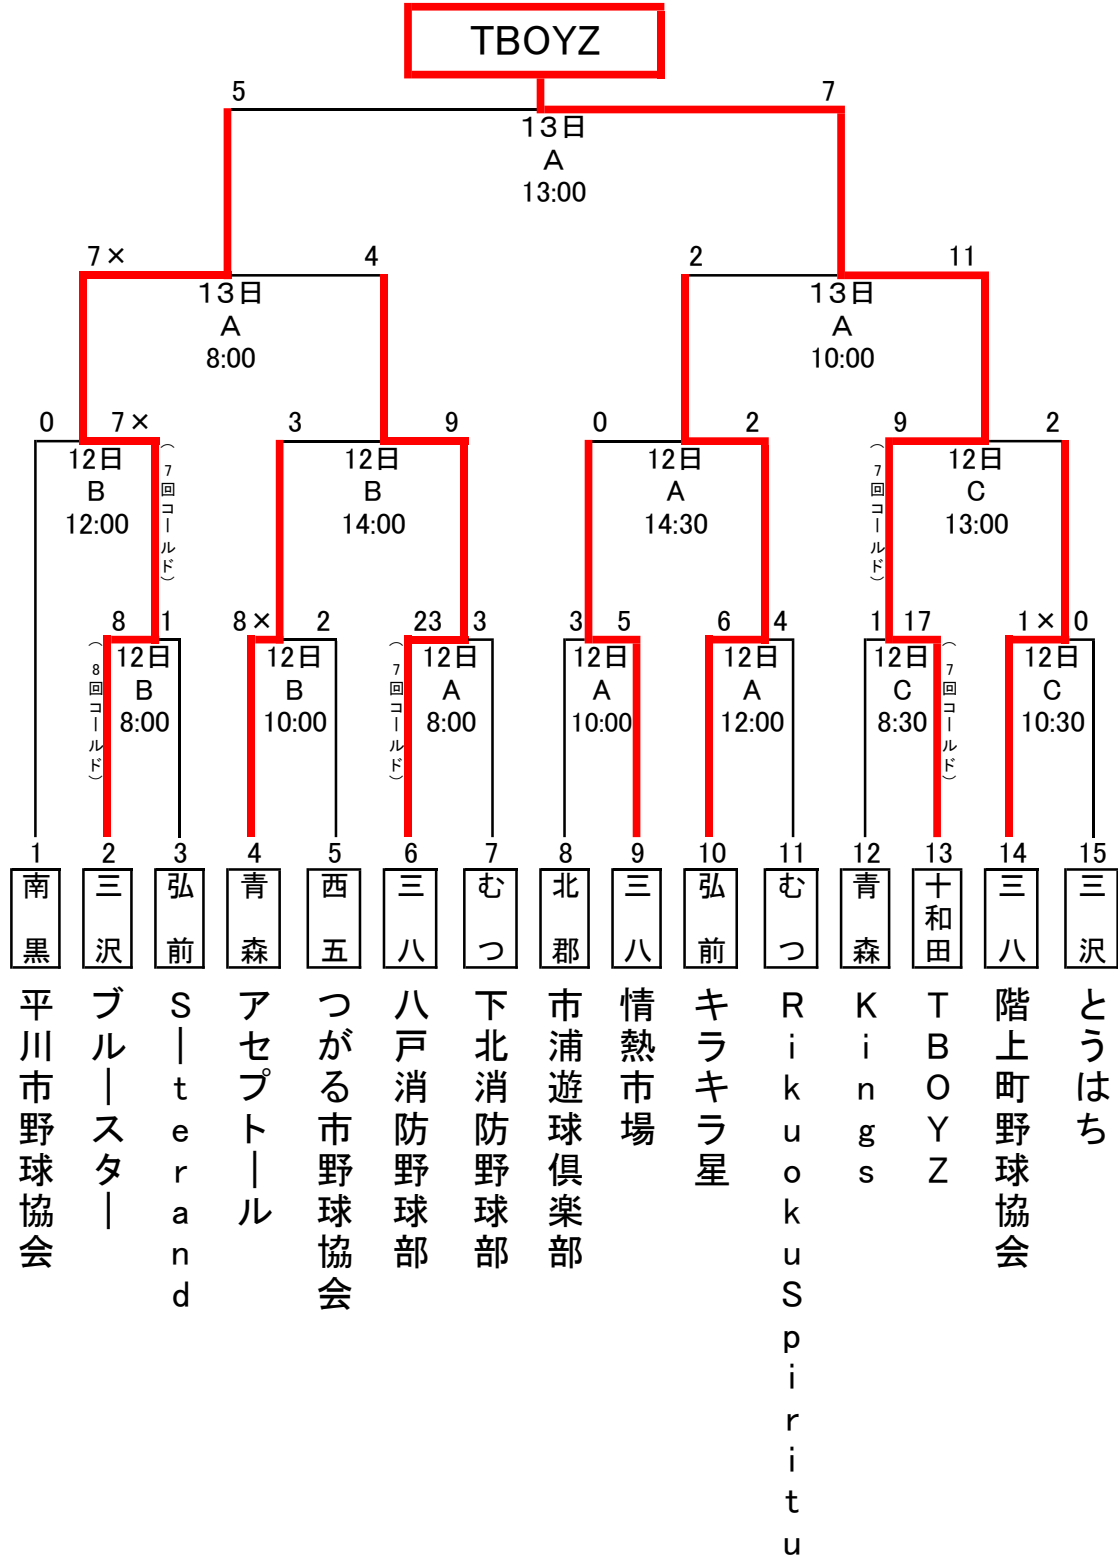 TBOYZ
5 7
13日
A
13:00
7× 4 2 11
13日 13日
A A
8:00 10:00
0 7× 3 9 0 2 9 2
12日 12日 12日 12日
B B A C
12:00 14:00 14:30 13:00
（7回コールド） （7回コールド）
8 1 8× 2 23 3 3 5 6 4 1 17 1× 0
12日 12日 12日 12日 12日 12日 12日
B B A A A C C
8:00 10:00 8:00 10:00 12:00 8:30 10:30
（8回コールド） （7回コールド） （7回コールド）
1 2 3 4 5 6 7 8 9 10 11 12 13 14 15
南黒 三沢 弘前 青森 西五 三八 むつ 北郡 三八 弘前 むつ 青森 十和田 三八 三沢
平川市野球協会
ブルースター
S－terand
アセプトール
つがる市野球協会
八戸消防野球部
下北消防野球部
市浦遊球倶楽部
情熱市場
キラキラ星
RikuokuSpiritu
Kings
TBOYZ
階上町野球協会
とうはち